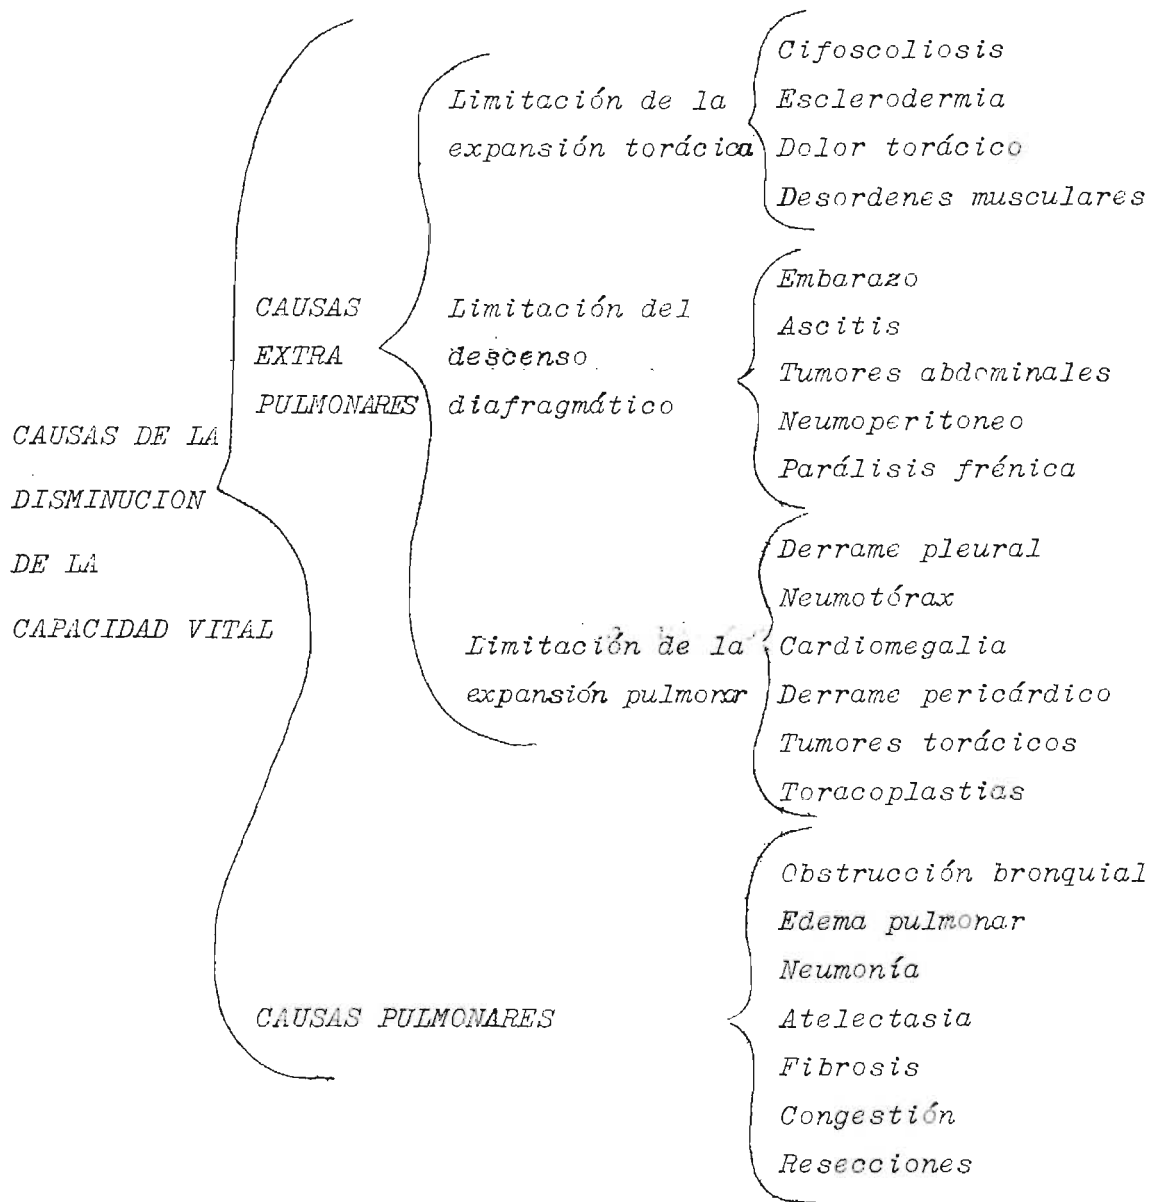 CAUSAS DE LA
DISMINUCION
DE LA
CAPACIDAD VITAL
CAUSAS
EXTRA
PULMONARES
Limitación de la
expansión torácica
Cifoscoliosis
Esclerodermia
Dolor torácico
Desordenes musculares
Limitación del
descenso
diafragmático
Embarazo
Ascitis
Tumores abdominales
Neumoperitoneo
Parálisis frénica
Limitación de la
expansión pulmonar
Derrame pleural
Neumotórax
Cardiomegalia
Derrame pericárdico
Tumores torácicos
Toracoplastias
CAUSAS PULMONARES
Obstrucción bronquial
Edema pulmonar
Neumonía
Atelectasia
Fibrosis
Congestión
Resecciones